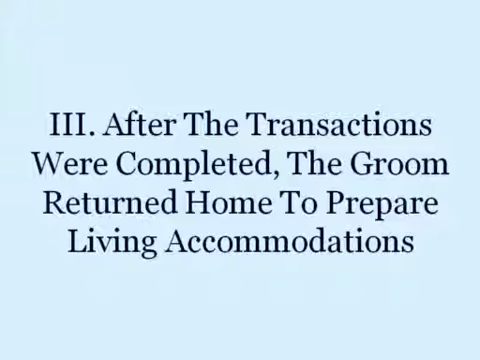 III. After The Transactions
Were Completed, The Groom
Returned Home To Prepare
Living Accommodations